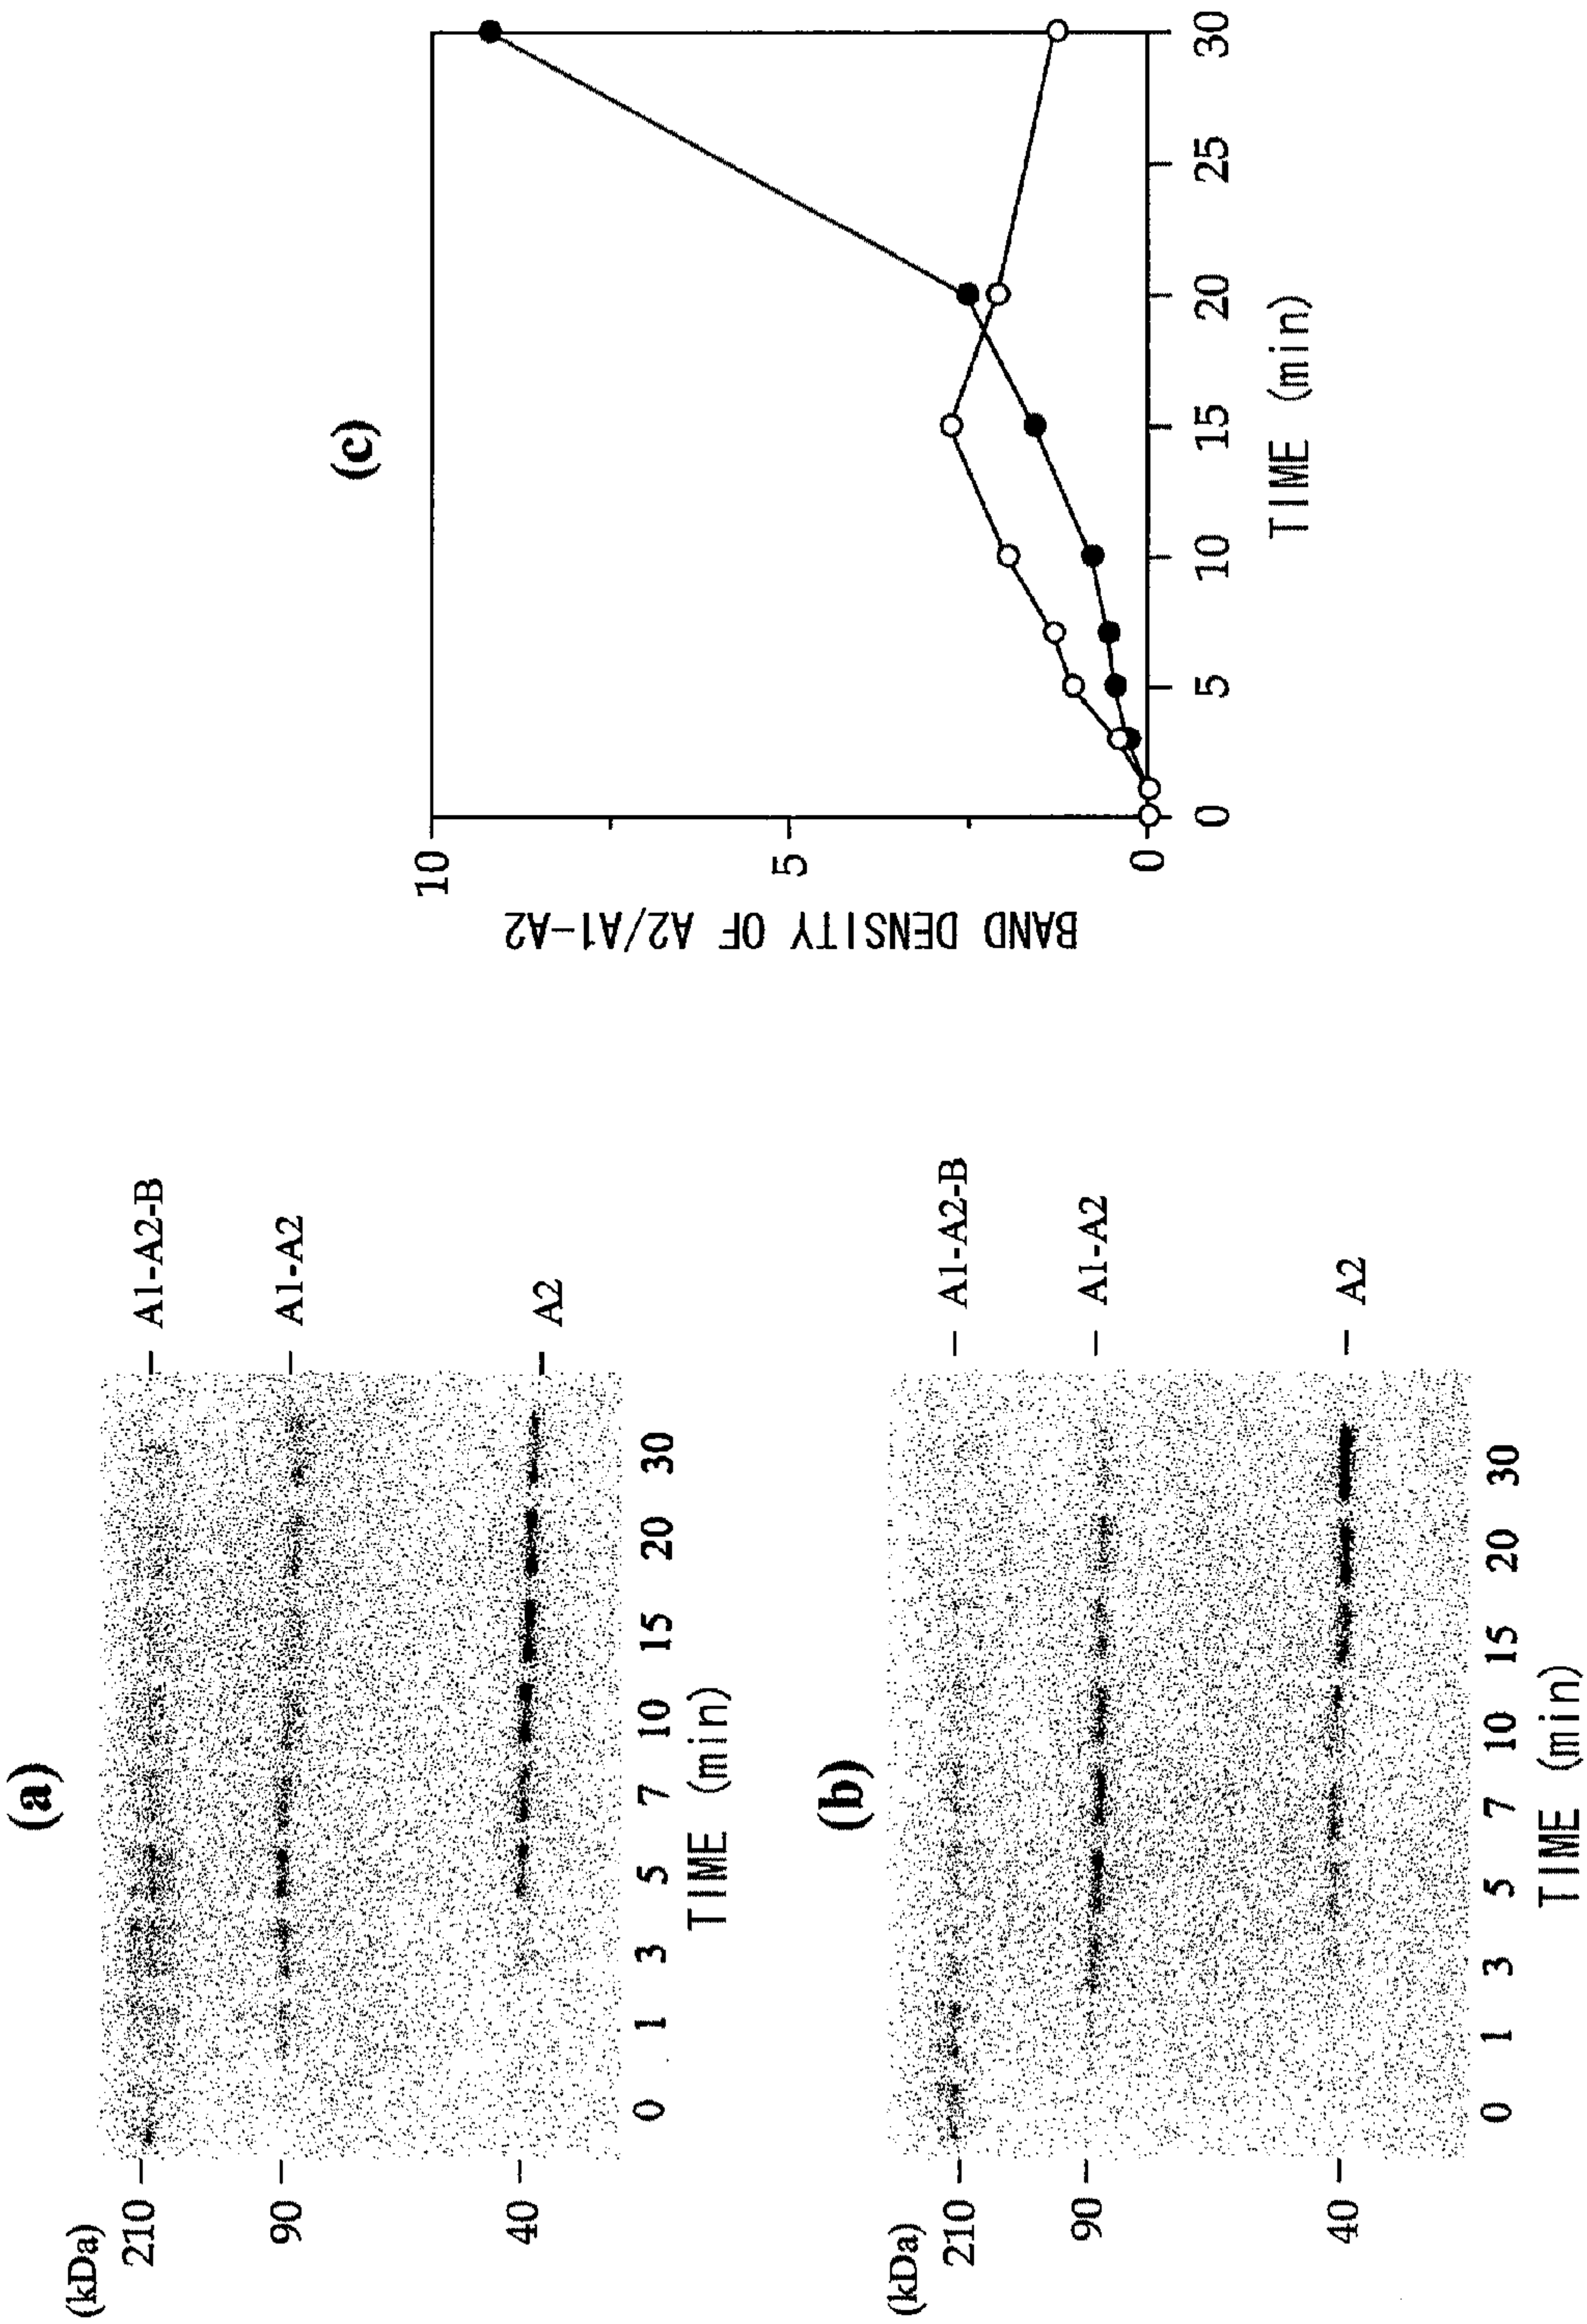 (a)
(kDa)
210 – – A1-A2-B
90 – – A1-A2
40 – – A2
0 1 3 5 7 10 15 20 30
TIME (min)
(b)
(kDa)
210 – – A1-A2-B
90 – – A1-A2
40 – – A2
0 1 3 5 7 10 15 20 30
TIME (min)
(c)
BAND DENSITY OF A2/A1-A2
10
5
0
0 5 10 15 20 25 30
TIME (min)